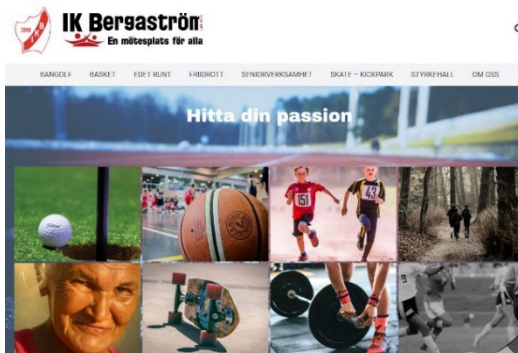 IK Bergaström
En mötesplats för alla
BANGOLF BASKET EDET RUNT FRIIDROTT SENIORVERKSAMHET SKATE – KICKPARK STYRKEHALL OM OSS
Hitta din passion
151
43